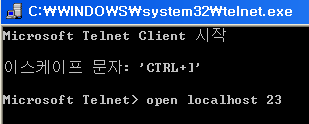 C:₩WINDOWS₩system32₩telnet.exe
Microsoft Telnet Client 시작
이스케이프 문자: 'CTRL+]'
Microsoft Telnet> open localhost 23